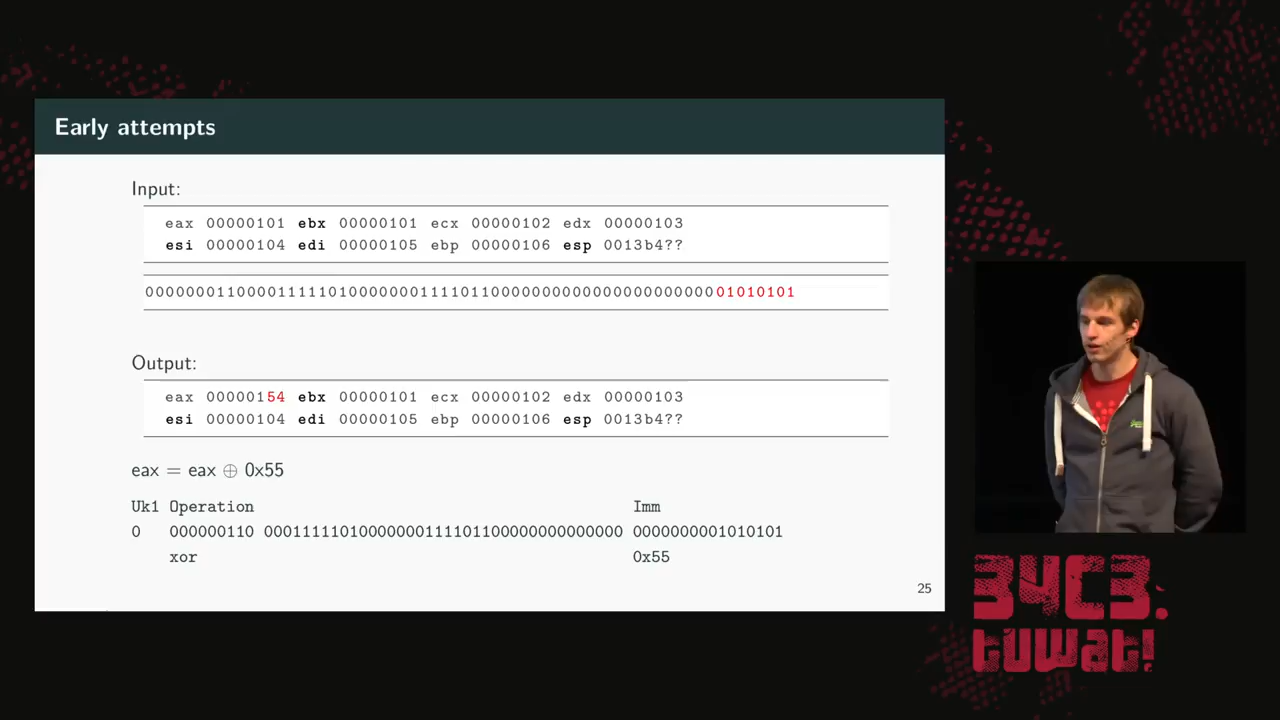 Early attempts
Input:
eax 00000101 ebx 00000101 ecx 00000102 edx 00000103
esi 00000104 edi 00000105 ebp 00000106 esp 0013b4??
0000000110000111110100000001111011000000000000000000000001010101
Output:
eax 00000154 ebx 00000101 ecx 00000102 edx 00000103
esi 00000104 edi 00000105 ebp 00000106 esp 0013b4??
eax = eax ⊕ 0x55
Uk1 Operation Imm
0 000000110 00011111010000000111101100000000000000 0000000001010101
xor 0x55
25
34C3.
tuwat!